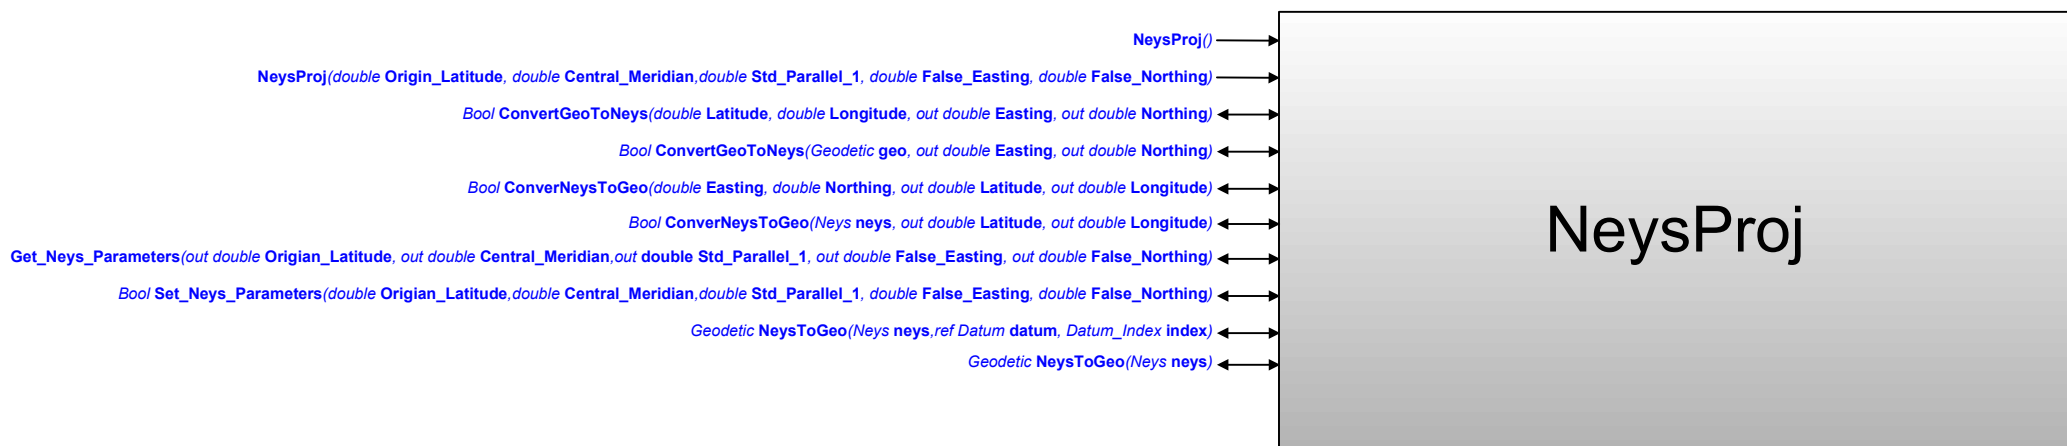 NeysProj()
NeysProj(double Origin_Latitude, double Central_Meridian,double Std_Parallel_1, double False_Easting, double False_Northing)
Bool ConvertGeoToNeys(double Latitude, double Longitude, out double Easting, out double Northing)
Bool ConvertGeoToNeys(Geodetic geo, out double Easting, out double Northing)
Bool ConverNeysToGeo(double Easting, double Northing, out double Latitude, out double Longitude)
Bool ConverNeysToGeo(Neys neys, out double Latitude, out double Longitude)
Get_Neys_Parameters(out double Origian_Latitude, out double Central_Meridian,out double Std_Parallel_1, out double False_Easting, out double False_Northing)
Bool Set_Neys_Parameters(double Origian_Latitude,double Central_Meridian,double Std_Parallel_1, double False_Easting, double False_Northing)
Geodetic NeysToGeo(Neys neys,ref Datum datum, Datum_Index index)
Geodetic NeysToGeo(Neys neys)
NeysProj